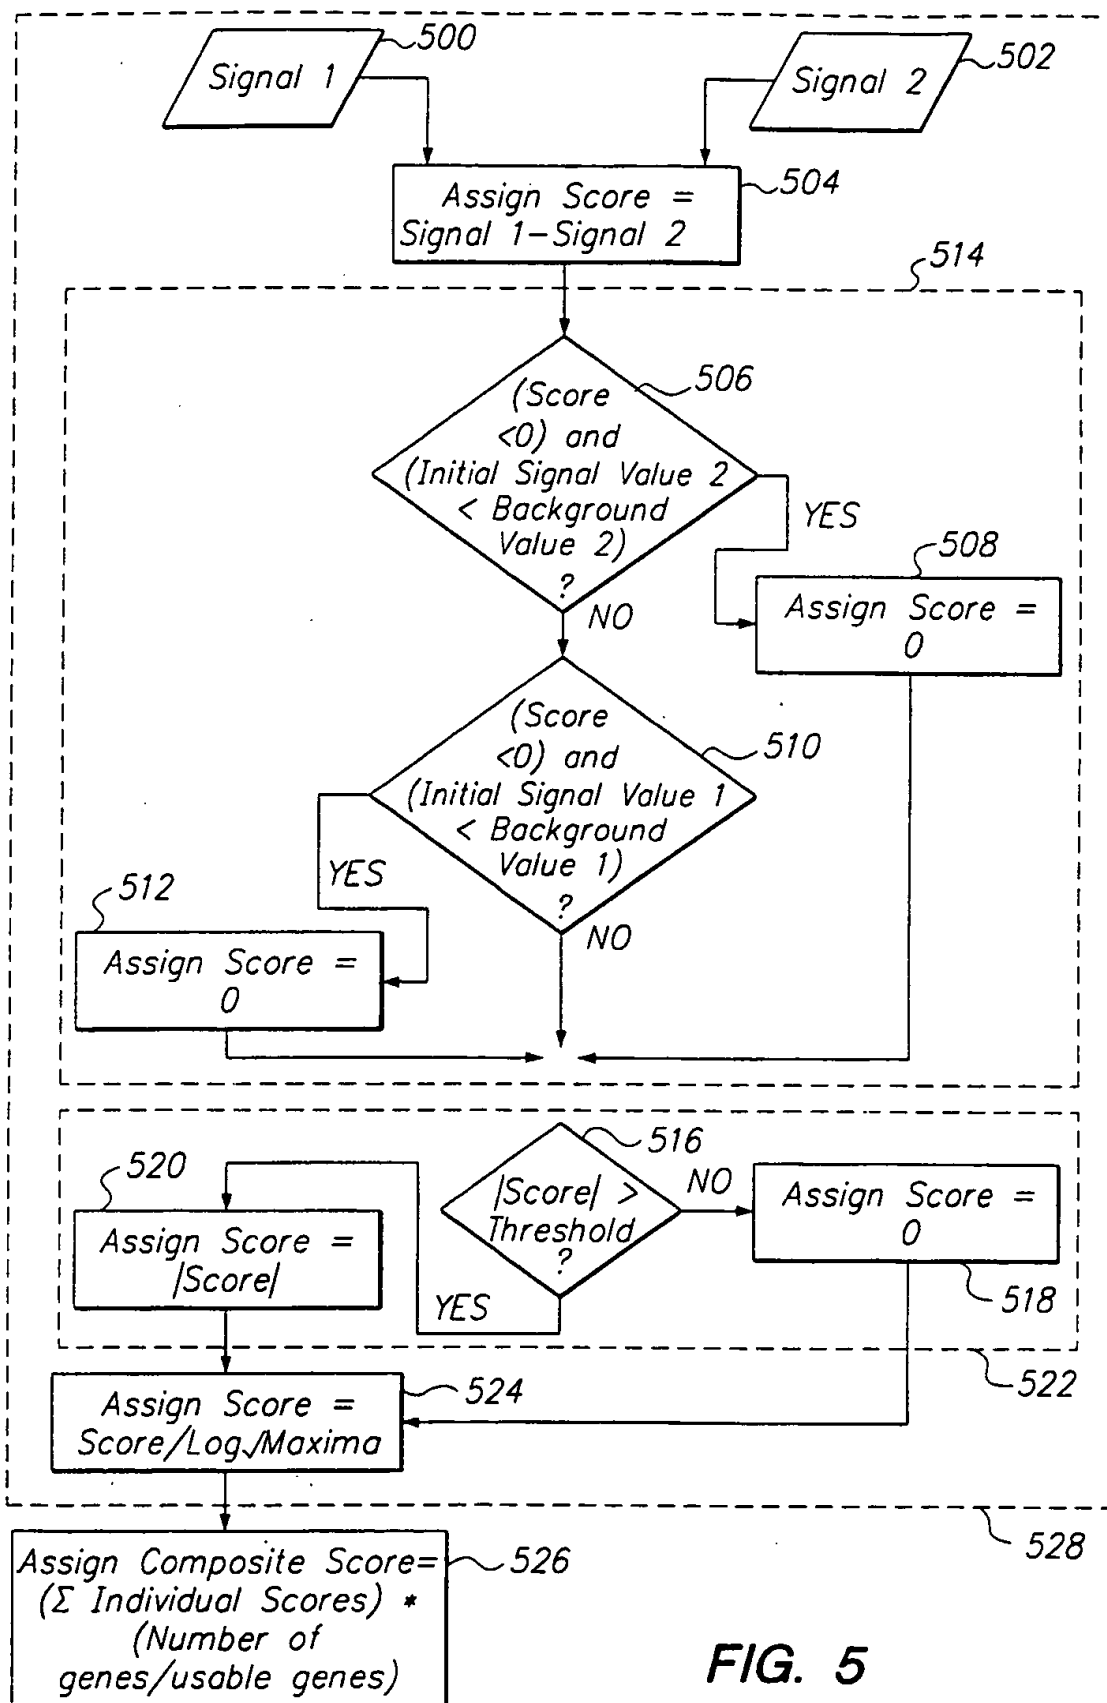 Signal 1
500
Signal 2
502
Assign Score =
Signal 1–Signal 2
504
514
(Score
<0) and
(Initial Signal Value 2
< Background
Value 2)
?
506
YES
NO
508
Assign Score =
0
(Score
<0) and
(Initial Signal Value 1
< Background
Value 1)
?
510
YES
NO
512
Assign Score =
0
516
|Score| >
Threshold
?
NO
YES
520
Assign Score =
|Score|
Assign Score =
0
518
522
Assign Score =
Score/Log√Maxima
524
528
Assign Composite Score=
(Σ Individual Scores) *
(Number of
genes/usable genes)
526
FIG. 5